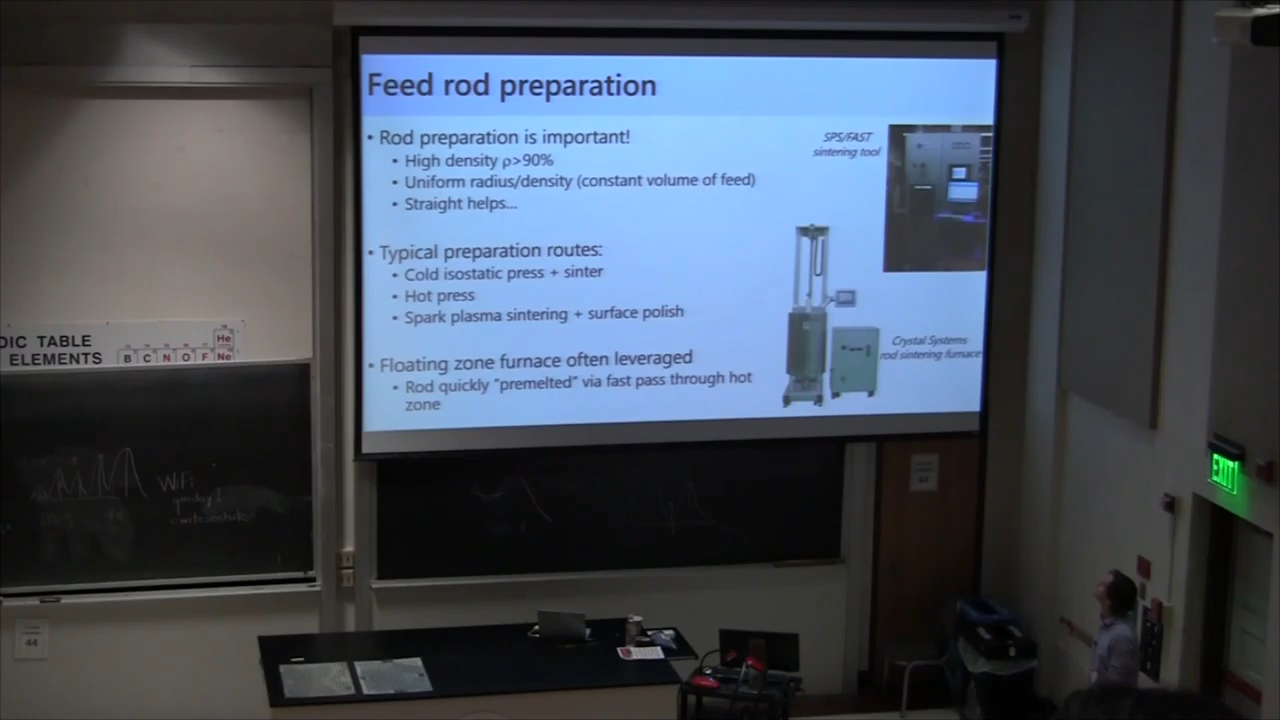 Feed rod preparation
• Rod preparation is important!
• High density ρ>90%
• Uniform radius/density (constant volume of feed)
• Straight helps...
• Typical preparation routes:
• Cold isostatic press + sinter
• Hot press
• Spark plasma sintering + surface polish
• Floating zone furnace often leveraged
• Rod quickly "premelted" via fast pass through hot
zone
SPS/FAST
sintering tool
Crystal Systems
rod sintering furnace
DIC TABLE
ELEMENTS
He
B C N O F Ne
WiFi
44
EXIT